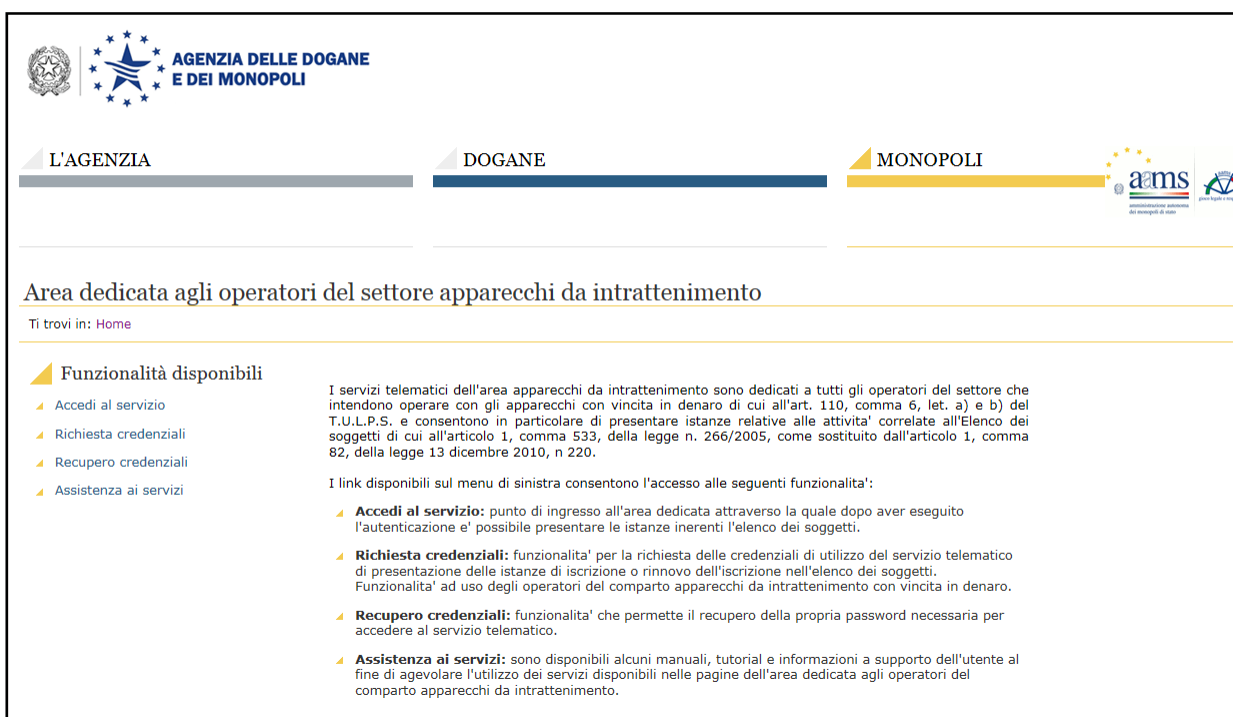 AGENZIA DELLE DOGANE
E DEI MONOPOLI
L'AGENZIA
DOGANE
MONOPOLI
aams
amministrazione autonoma
dei monopoli di stato
Area dedicata agli operatori del settore apparecchi da intrattenimento
Ti trovi in: Home
Funzionalità disponibili
Accedi al servizio
Richiesta credenziali
Recupero credenziali
Assistenza ai servizi
I servizi telematici dell'area apparecchi da intrattenimento sono dedicati a tutti gli operatori del settore che
intendono operare con gli apparecchi con vincita in denaro di cui all'art. 110, comma 6, let. a) e b) del
T.U.L.P.S. e consentono in particolare di presentare istanze relative alle attivita' correlate all'Elenco dei
soggetti di cui all'articolo 1, comma 533, della legge n. 266/2005, come sostituito dall'articolo 1, comma
82, della legge 13 dicembre 2010, n 220.
I link disponibili sul menu di sinistra consentono l'accesso alle seguenti funzionalita':
Accedi al servizio: punto di ingresso all'area dedicata attraverso la quale dopo aver eseguito
l'autenticazione e' possibile presentare le istanze inerenti l'elenco dei soggetti.
Richiesta credenziali: funzionalita' per la richiesta delle credenziali di utilizzo del servizio telematico
di presentazione delle istanze di iscrizione o rinnovo dell'iscrizione nell'elenco dei soggetti.
Funzionalita' ad uso degli operatori del comparto apparecchi da intrattenimento con vincita in denaro.
Recupero credenziali: funzionalita' che permette il recupero della propria password necessaria per
accedere al servizio telematico.
Assistenza ai servizi: sono disponibili alcuni manuali, tutorial e informazioni a supporto dell'utente al
fine di agevolare l'utilizzo dei servizi disponibili nelle pagine dell'area dedicata agli operatori del
comparto apparecchi da intrattenimento.